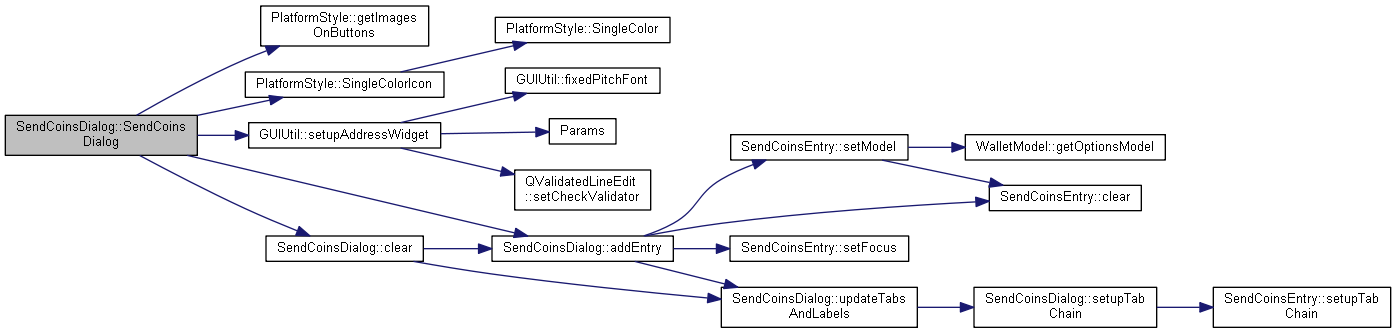 PlatformStyle::getImages
OnButtons
PlatformStyle::SingleColor
PlatformStyle::SingleColorIcon
GUIUtil::fixedPitchFont
SendCoinsDialog::SendCoins
Dialog
GUIUtil::setupAddressWidget
Params
SendCoinsEntry::setModel
WalletModel::getOptionsModel
QValidatedLineEdit
::setCheckValidator
SendCoinsEntry::clear
SendCoinsDialog::clear
SendCoinsDialog::addEntry
SendCoinsEntry::setFocus
SendCoinsDialog::updateTabs
AndLabels
SendCoinsDialog::setupTab
Chain
SendCoinsEntry::setupTab
Chain